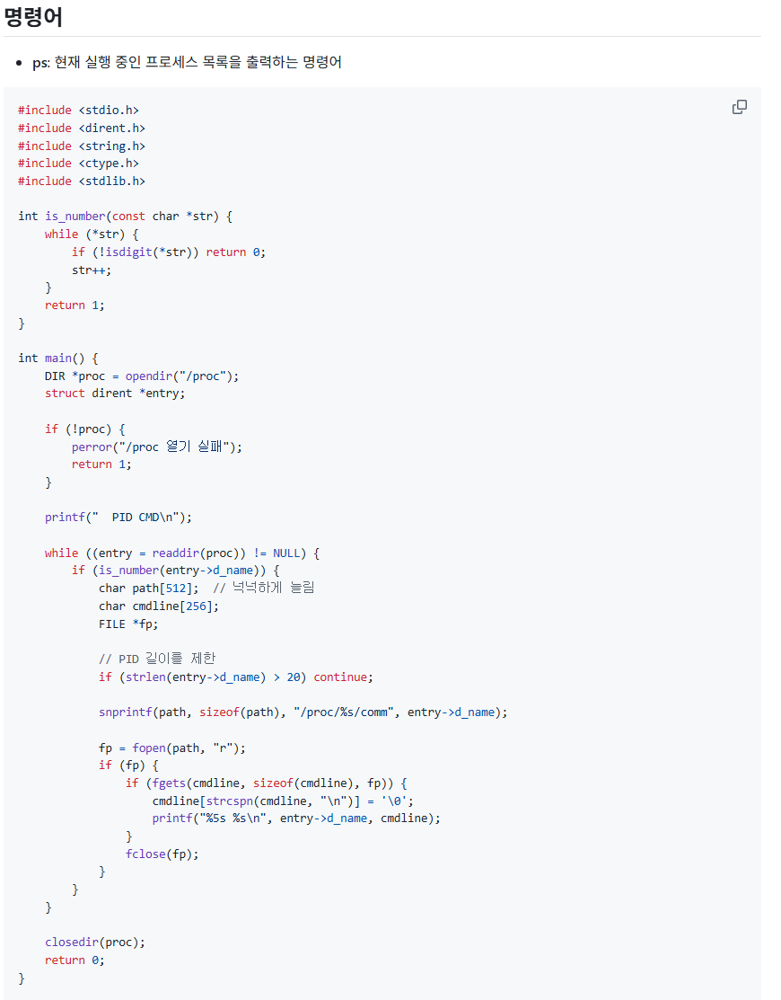 명령어
ps: 현재 실행 중인 프로세스 목록을 출력하는 명령어
#include <stdio.h>
#include <dirent.h>
#include <string.h>
#include <ctype.h>
#include <stdlib.h>

int is_number(const char *str) {
    while (*str) {
        if (!isdigit(*str)) return 0;
        str++;
    }
    return 1;
}

int main() {
    DIR *proc = opendir("/proc");
    struct dirent *entry;

    if (!proc) {
        perror("/proc 열기 실패");
        return 1;
    }

    printf("  PID CMD\n");

    while ((entry = readdir(proc)) != NULL) {
        if (is_number(entry->d_name)) {
            char path[512];  // 넉넉하게 늘림
            char cmdline[256];
            FILE *fp;

            // PID 길이를 제한
            if (strlen(entry->d_name) > 20) continue;

            snprintf(path, sizeof(path), "/proc/%s/comm", entry->d_name);

            fp = fopen(path, "r");
            if (fp) {
                if (fgets(cmdline, sizeof(cmdline), fp)) {
                    cmdline[strcspn(cmdline, "\n")] = '\0';
                    printf("%5s %s\n", entry->d_name, cmdline);
                }
                fclose(fp);
            }
        }
    }

    closedir(proc);
    return 0;
}